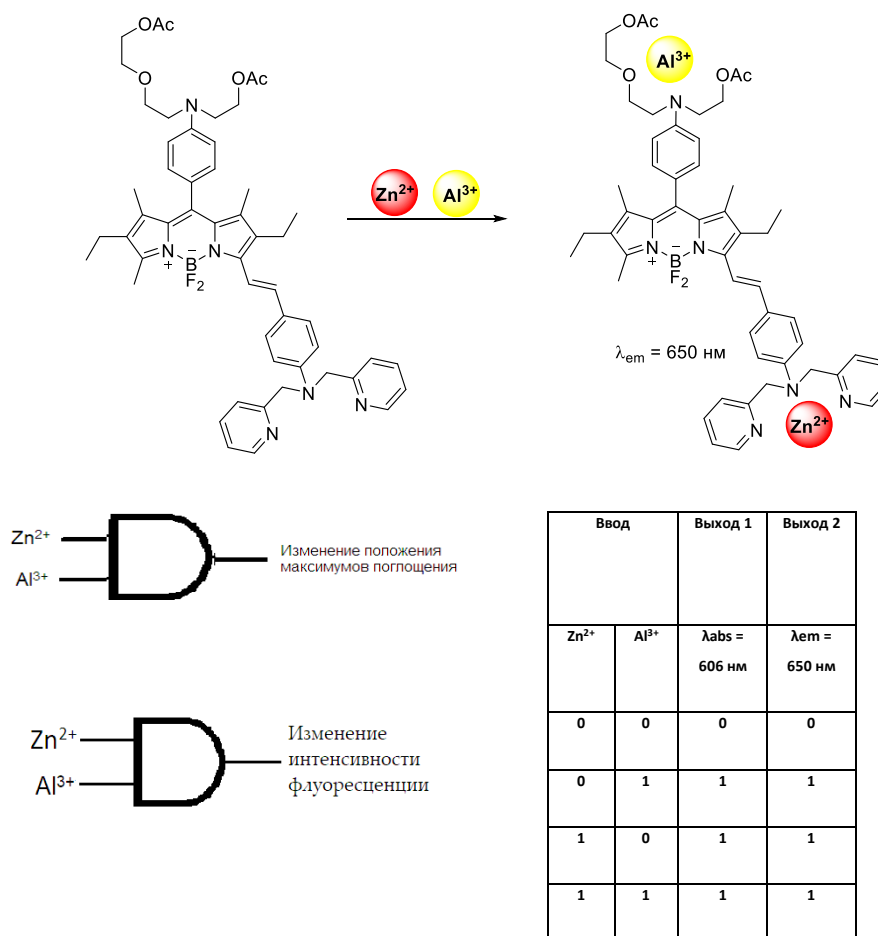 OAc
O
OAc
N
N
N
B
F2
+
−
N
N
N
Zn2+
Al3+
OAc
Al3+
O
OAc
N
N
N
B
F2
+
−
λem = 650 нм
N
N
N
Zn2+
Zn2+
Al3+
Изменение положения
максимумов поглощения
Zn2+
Al3+
Изменение
интенсивности
флуоресценции
Ввод Выход 1 Выход 2
Zn2+ Al3+ λabs = λem =
606 нм 650 нм
0 0 0 0
0 1 1 1
1 0 1 1
1 1 1 1